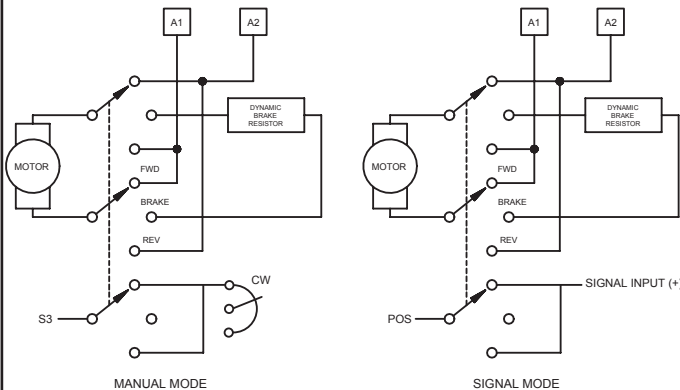 A1
A2
DYNAMIC
BRAKE
RESISTOR
MOTOR
FWD
BRAKE
REV
CW
S3
MANUAL MODE
A1
A2
DYNAMIC
BRAKE
RESISTOR
MOTOR
FWD
BRAKE
REV
SIGNAL INPUT (+)
POS
SIGNAL MODE